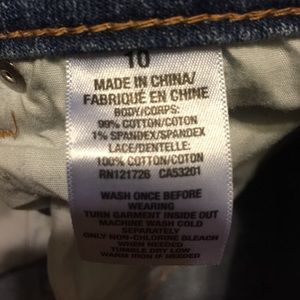 10
MADE IN CHINA/
FABRIQUÉ EN CHINE
BODY/CORPS:
99% COTTON/COTON
1% SPANDEX/SPANDEX
LACE/DENTELLE:
100% COTTON/COTON
RN121726 CA53201
WASH ONCE BEFORE
WEARING
TURN GARMENT INSIDE OUT
MACHINE WASH COLD
SEPARATELY
ONLY NON-CHLORINE BLEACH
WHEN NEEDED
TUMBLE DRY LOW
WARM IRON IF NEEDED